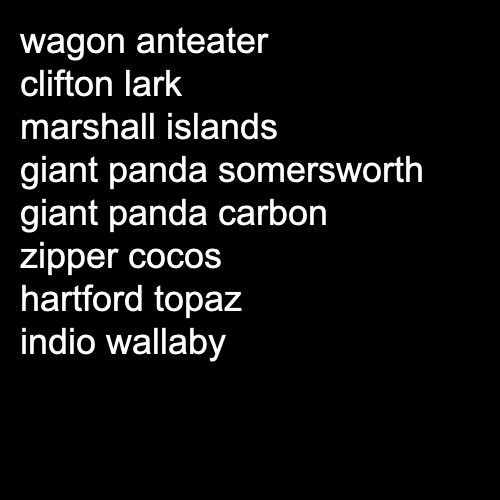 wagon anteater
clifton lark
marshall islands
giant panda somersworth
giant panda carbon
zipper cocos
hartford topaz
indio wallaby